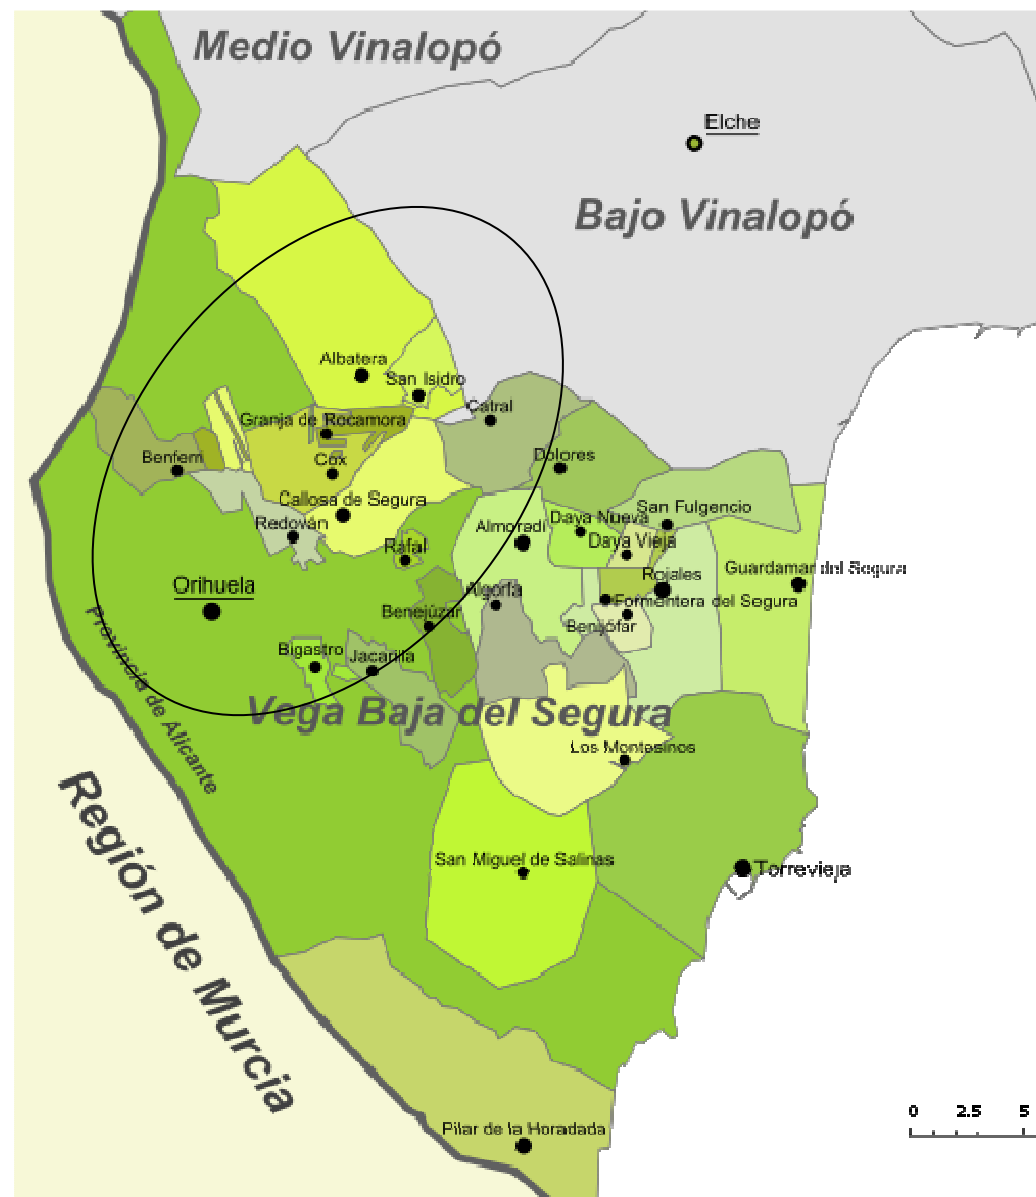 Medio Vinalopó
Elche
Bajo Vinalopó
Albatera
San Isidro
Catral
Granja de Rocamora
Benferri
Cox
Dolores
Callosa de Segura
San Fulgencio
Redován
Almoradí
Daya Nueva
Daya Vieja
Rafal
Guardamar del Segura
Rojales
Orihuela
Algorfa
Formentera del Segura
Benejúzar
Benijófar
Bigastro
Jacarilla
Provincia de Alicante
Vega Baja del Segura
Los Montesinos
Región de Murcia
San Miguel de Salinas
Torrevieja
Pilar de la Horadada
0 2.5 5